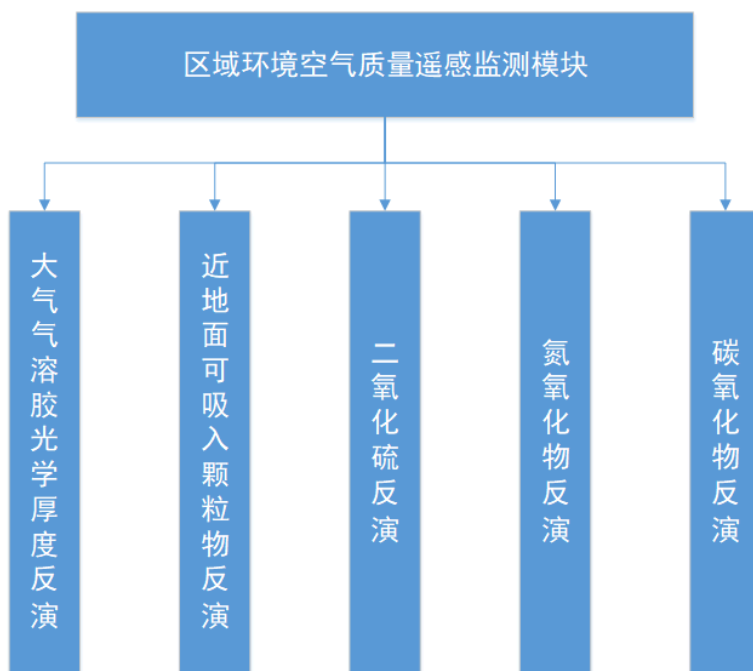 区域环境空气质量遥感监测模块
大气气溶胶光学厚度反演
近地面可吸入颗粒物反演
二氧化硫反演
氮氧化物反演
碳氧化物反演